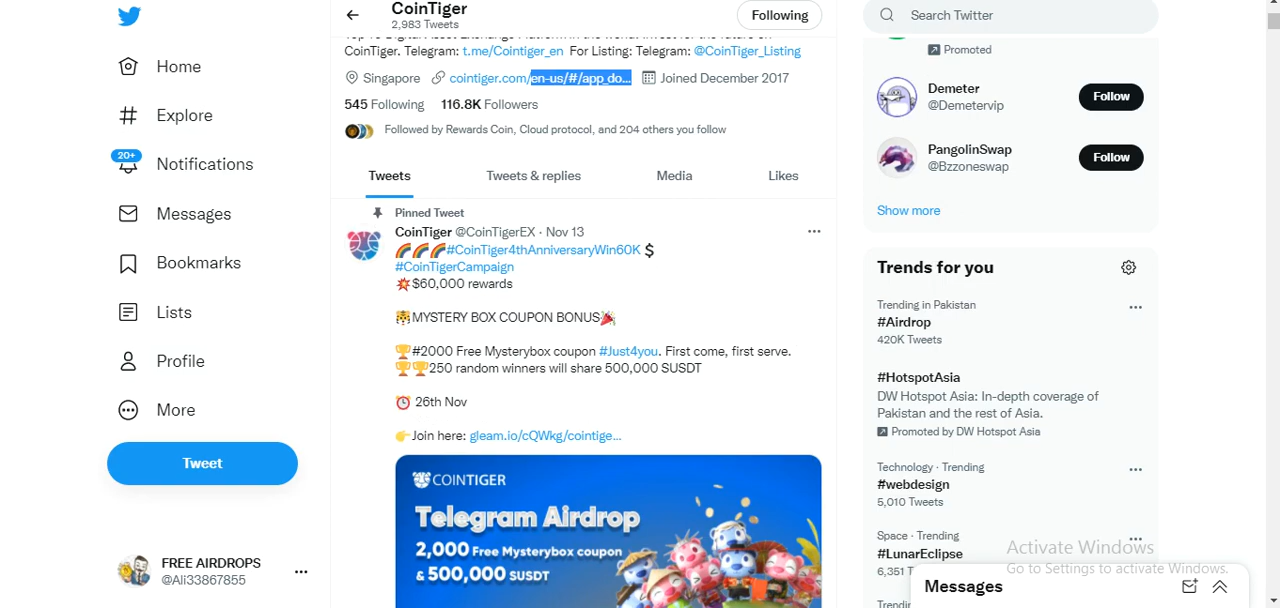 CoinTiger
2,983 Tweets
Following
Search Twitter
CoinTiger. Telegram: t.me/Cointiger_en For Listing: Telegram: @CoinTiger_Listing
Singapore cointiger.com/en-us/#/app_do... Joined December 2017
545 Following 116.8K Followers
Followed by Rewards Coin, Cloud protocol, and 204 others you follow
Tweets Tweets & replies Media Likes
Pinned Tweet
CoinTiger @CoinTigerEX · Nov 13
🌈🌈🌈#CoinTiger4thAnniversaryWin60K $
#CoinTigerCampaign
💥$60,000 rewards
🐯MYSTERY BOX COUPON BONUS🎉
🏆#2000 Free Mysterybox coupon #Just4you. First come, first serve.
🏆🏆250 random winners will share 500,000 SUSDT
⏰ 26th Nov
👉Join here: gleam.io/cQWkg/cointige...
COINTIGER
Telegram Airdrop
2,000 Free Mysterybox coupon
& 500,000 SUSDT
Home
Explore
20+
Notifications
Messages
Bookmarks
Lists
Profile
More
Tweet
FREE AIRDROPS
@Ali33867855
Promoted
Demeter
@Demetervip
Follow
PangolinSwap
@Bzzoneswap
Follow
Show more
Trends for you
Trending in Pakistan
#Airdrop
420K Tweets
#HotspotAsia
DW Hotspot Asia: In-depth coverage of
Pakistan and the rest of Asia.
Promoted by DW Hotspot Asia
Technology · Trending
#webdesign
5,010 Tweets
Space · Trending
#LunarEclipse
6,351 T
Activate Windows
Go to Settings to activate Windows.
Messages